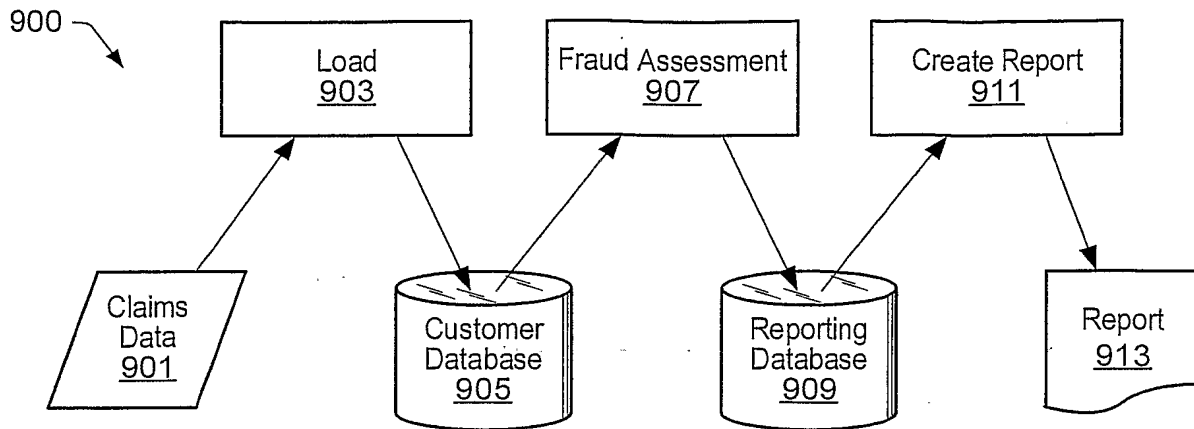 900
Load
903
Fraud Assessment
907
Create Report
911
Claims
Data
901
Customer
Database
905
Reporting
Database
909
Report
913